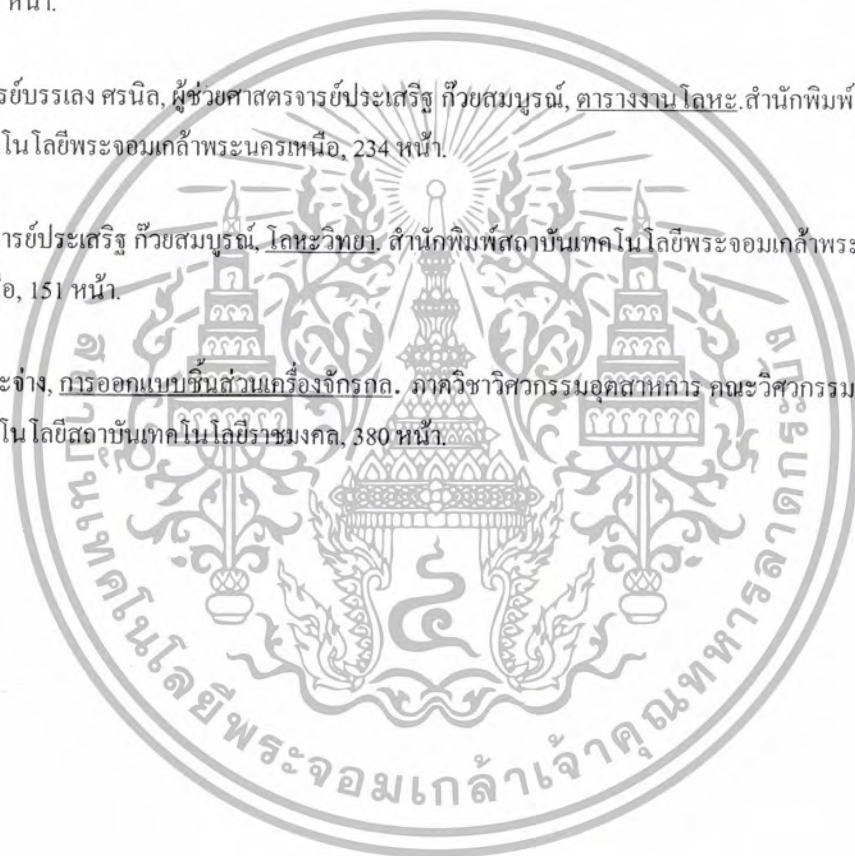 หน้า.
รย์บรรเลง ศรนิล, ผู้ช่วยศาสตรจารย์ประเสริฐ ก๊วยสมบูรณ์, ตารางงานโลหะ.สำนักพิมพ์
โนโลยีพระจอมเกล้าพระนครเหนือ, 234 หน้า.
ารย์ประเสริฐ ก๊วยสมบูรณ์, โลหะวิทยา. สำนักพิมพ์สถาบันเทคโนโลยีพระจอมเกล้าพระ
อ, 151 หน้า.
ะจ่าง, การออกแบบชิ้นส่วนเครื่องจักรกล. ภาควิชาวิศวกรรมอุตสาหการ คณะวิศวกรรม
โนโลยีสถาบันเทคโนโลยีราชมงคล, 380 หน้า.
สถาบันเทคโนโลยีพระจอมเกล้าเจ้าคุณทหารลาดกระบัง
๔